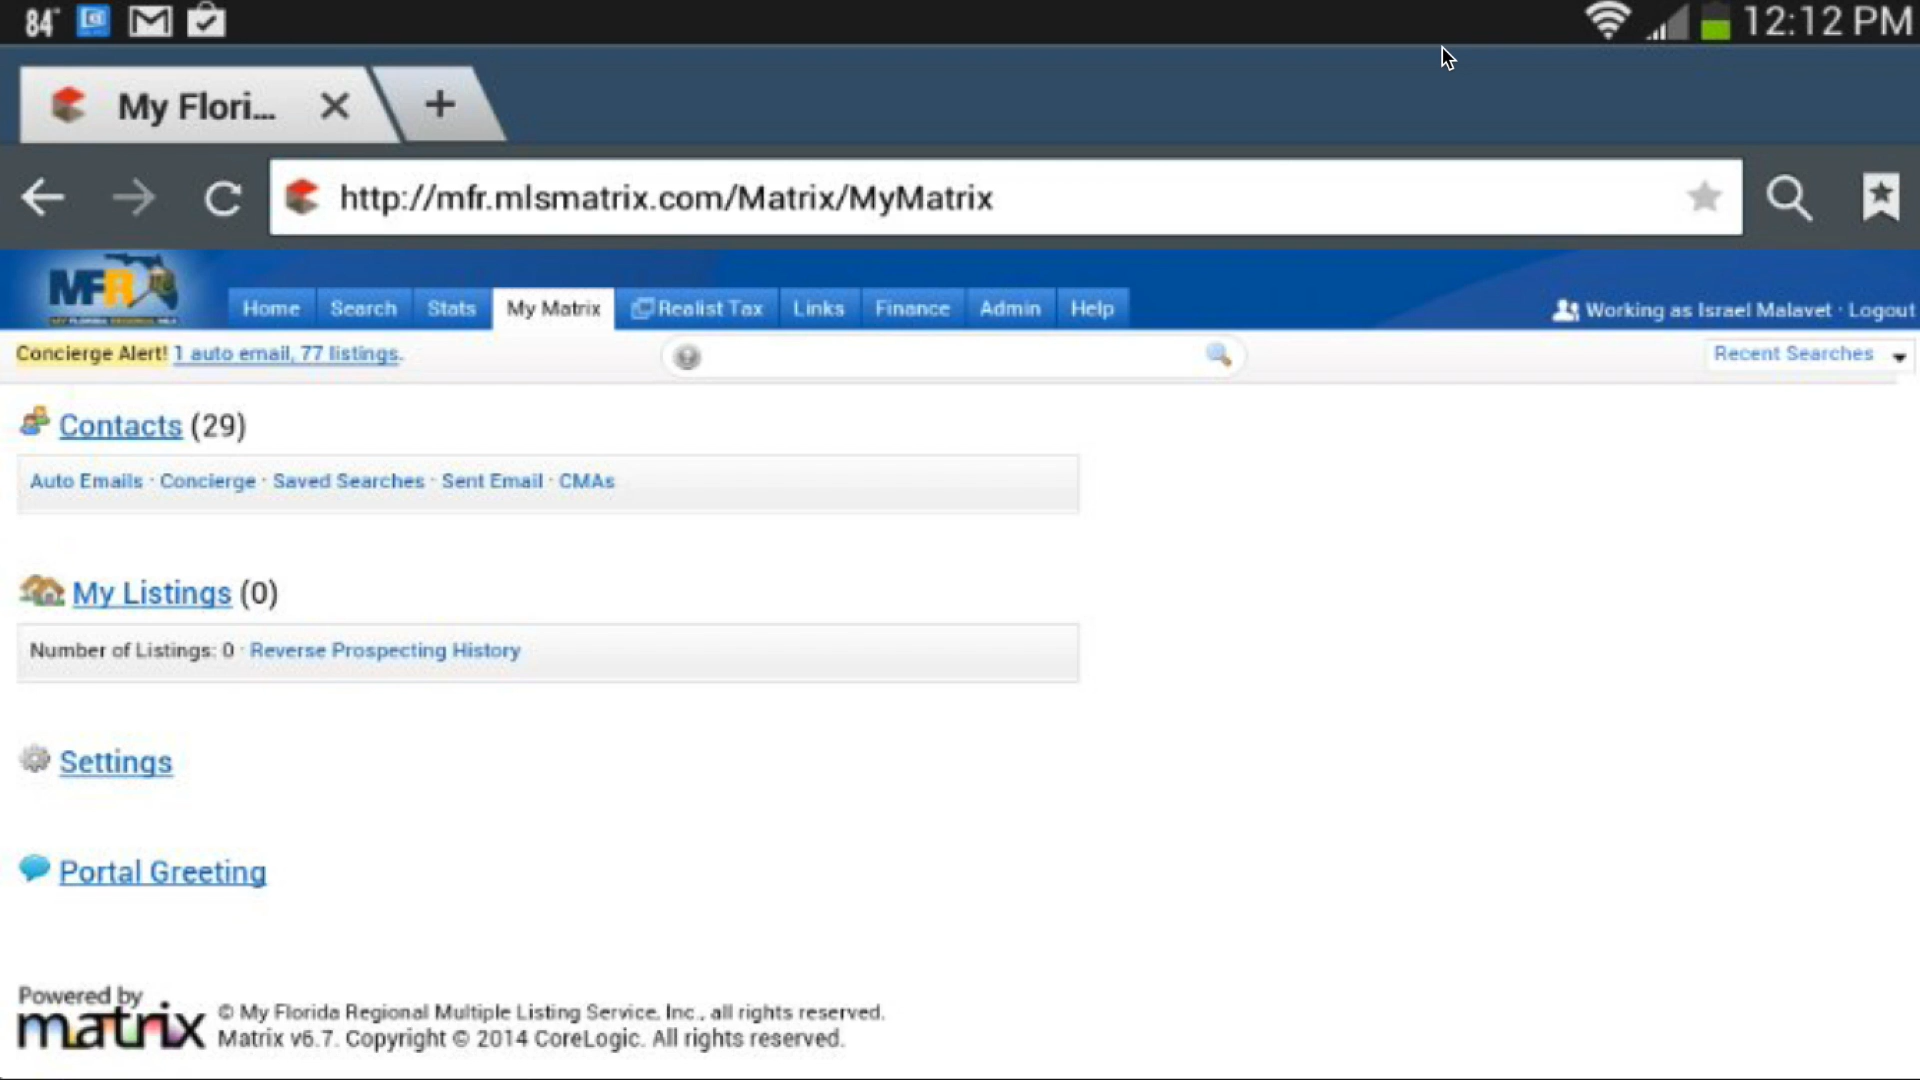 84° 12:12 PM
My Flori...
http://mfr.mlsmatrix.com/Matrix/MyMatrix
MFR
Home Search Stats My Matrix Realist Tax Links Finance Admin Help Working as Israel Malavet · Logout
Concierge Alert! 1 auto email, 77 listings. Recent Searches
Contacts (29)
Auto Emails · Concierge · Saved Searches · Sent Email · CMAs
My Listings (0)
Number of Listings: 0 · Reverse Prospecting History
Settings
Portal Greeting
Powered by
matrix
© My Florida Regional Multiple Listing Service, Inc., all rights reserved.
Matrix v6.7. Copyright © 2014 CoreLogic. All rights reserved.